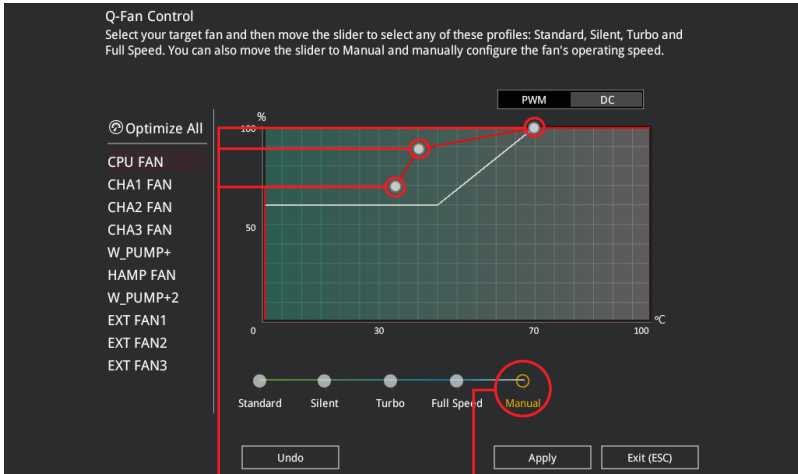 Q-Fan Control
Select your target fan and then move the slider to select any of these profiles: Standard, Silent, Turbo and
Full Speed. You can also move the slider to Manual and manually configure the fan's operating speed.
PWM DC
Optimize All
CPU FAN
CHA1 FAN
CHA2 FAN
CHA3 FAN
W_PUMP+
HAMP FAN
W_PUMP+2
EXT FAN1
EXT FAN2
EXT FAN3
%
100
50
0 30 70 100
ºC
Standard Silent Turbo Full Speed Manual
Undo Apply Exit (ESC)